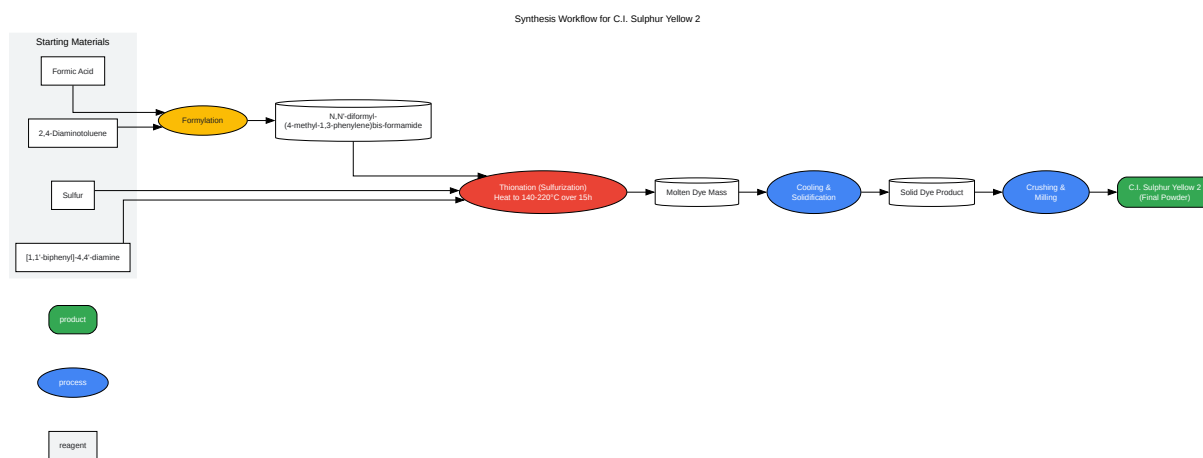 Synthesis Workflow for C.I. Sulphur Yellow 2
Starting Materials
Formic Acid
2,4-Diaminotoluene
Formylation
N,N'-diformyl-
(4-methyl-1,3-phenylene)bis-formamide
Sulfur
[1,1'-biphenyl]-4,4'-diamine
Thionation (Sulfurization)
Heat to 140-220°C over 15h
Molten Dye Mass
Cooling &
Solidification
Solid Dye Product
Crushing &
Milling
C.I. Sulphur Yellow 2
(Final Powder)
product
process
reagent